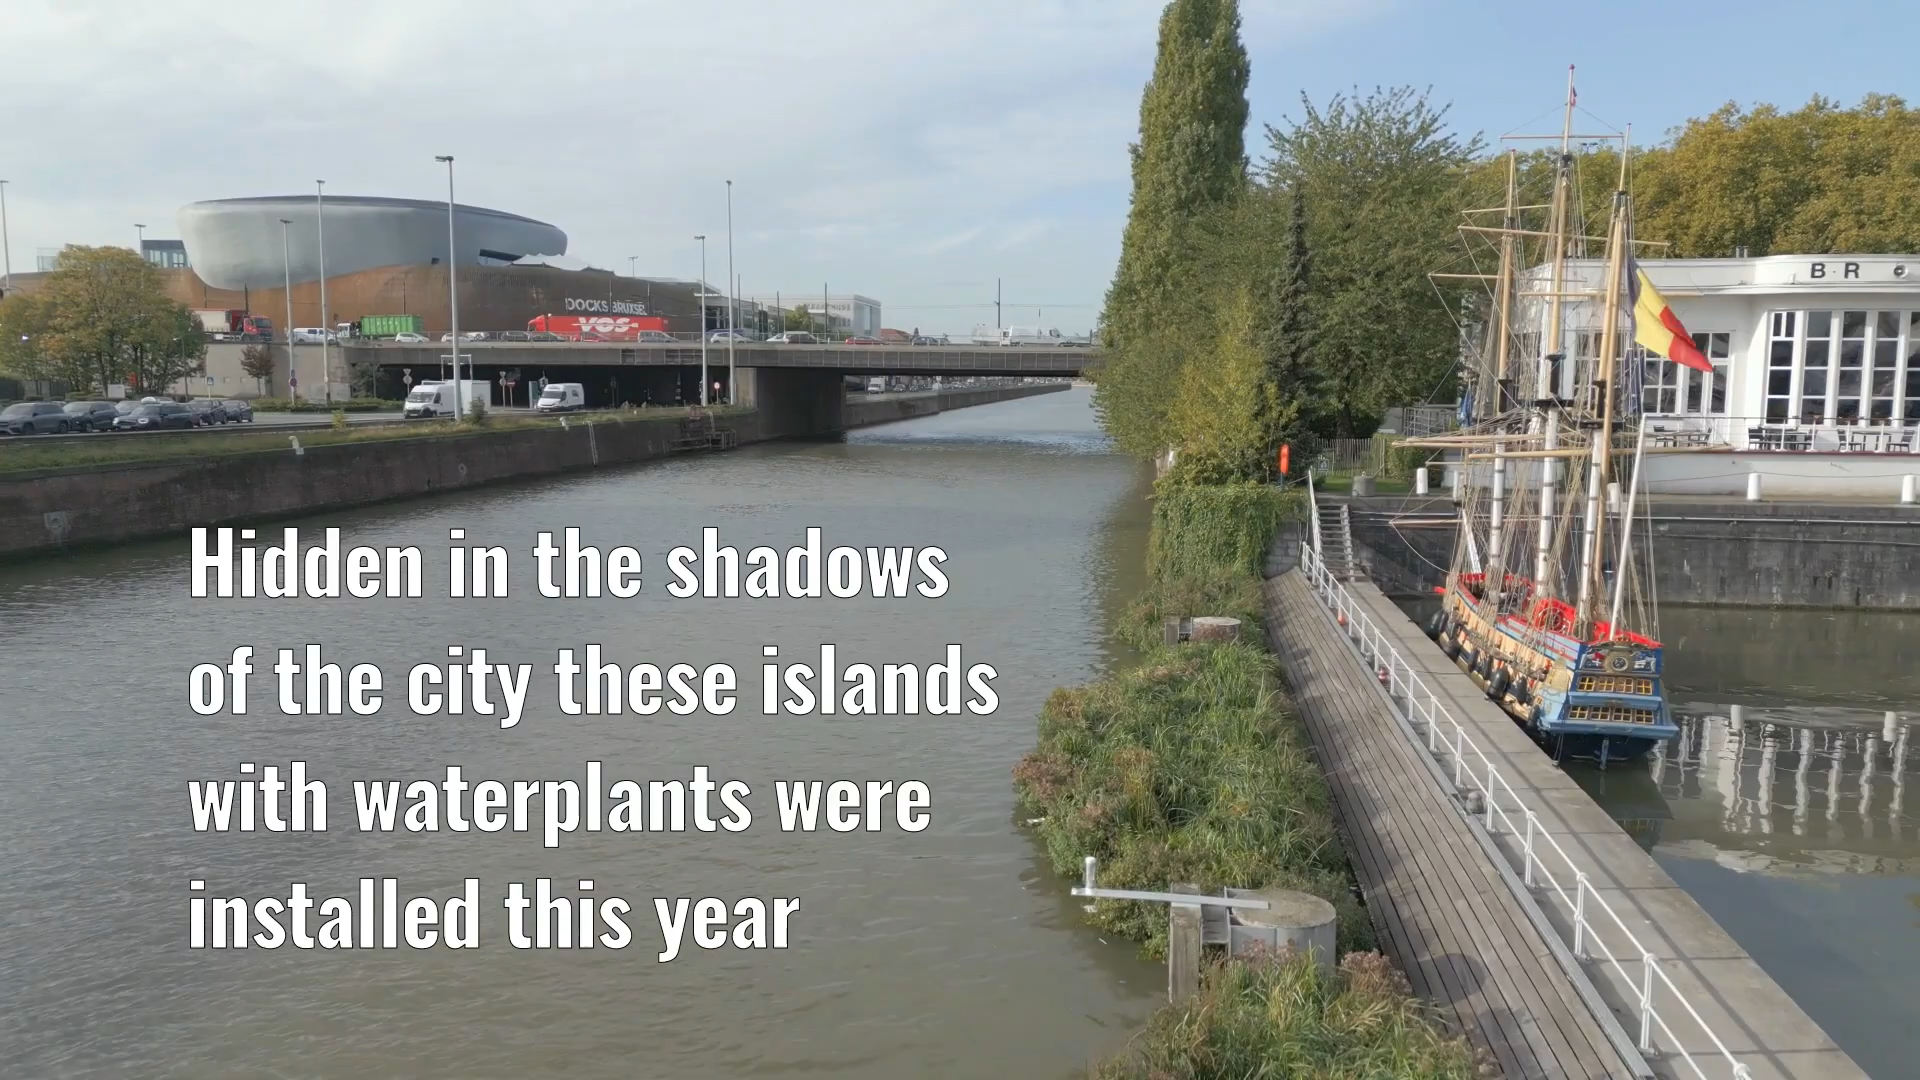 DOCKS BRUXSEL
VOS
B·R
Hidden in the shadows
of the city these islands
with waterplants were
installed this year